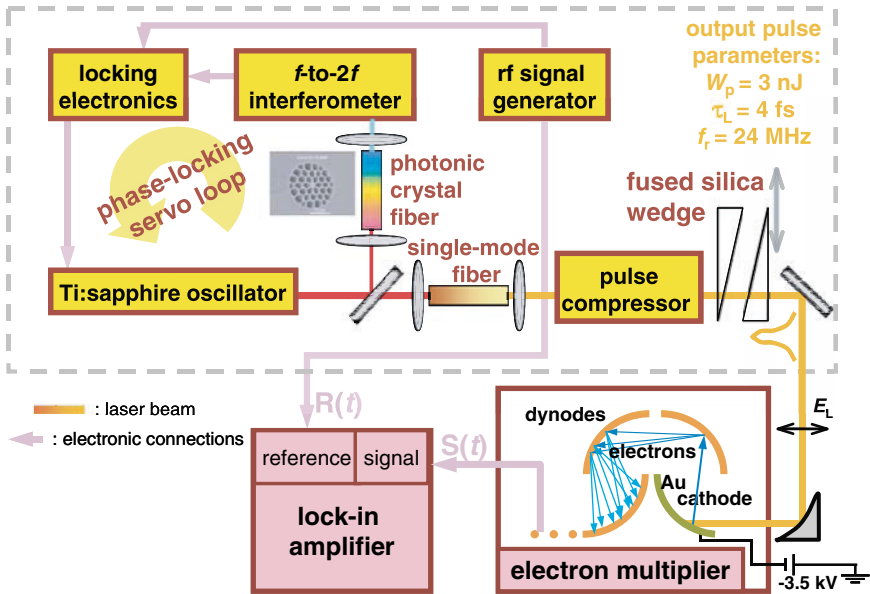 locking
electronics
f-to-2f
interferometer
rf signal
generator
output pulse
parameters:
Wp = 3 nJ
τL = 4 fs
fr = 24 MHz
phase-locking
servo loop
photonic
crystal
fiber
fused silica
wedge
single-mode
fiber
Ti:sapphire oscillator
pulse
compressor
: laser beam
: electronic connections
R(t)
S(t)
reference
signal
lock-in
amplifier
dynodes
electrons
Au
cathode
EL
electron multiplier
-3.5 kV